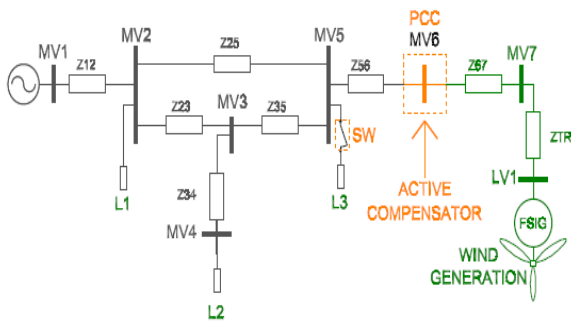 PCC
MV1
MV2
MV5
MV6
MV7
Z12
Z25
Z56
Z67
Z23
MV3
Z35
SW
ZTR
L1
Z34
L3
ACTIVE
COMPENSATOR
LV1
MV4
FSIG
L2
WIND
GENERATION